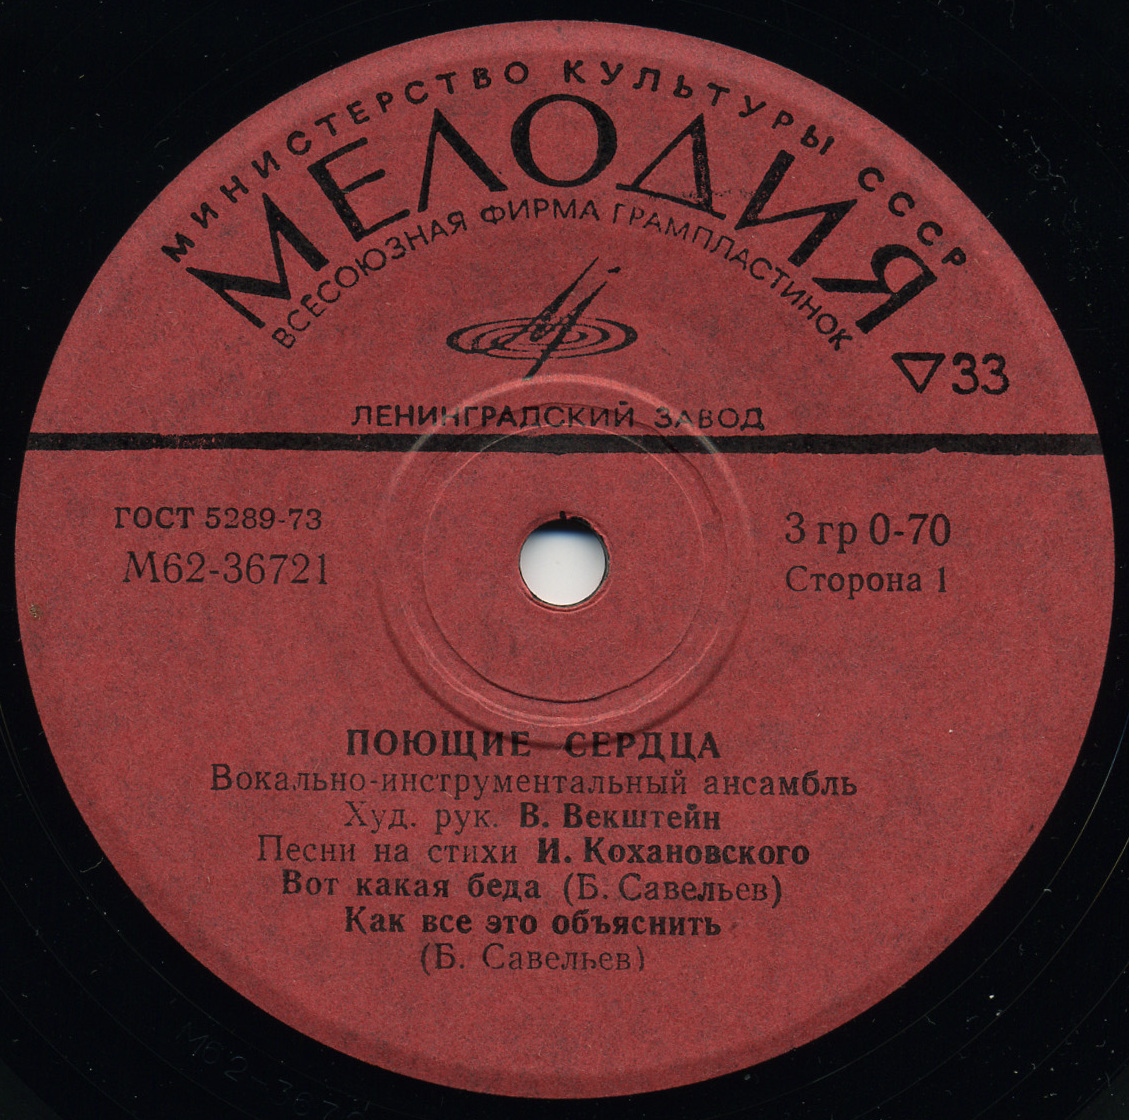 МИНИСТЕРСТВО КУЛЬТУРЫ СССР
МЕЛОДИЯ
ВСЕСОЮЗНАЯ ФИРМА ГРАМПЛАСТИНОК
33
ЛЕНИНГРАДСКИЙ ЗАВОД
ГОСТ 5289-73
М62-36721
3 гр 0-70
Сторона 1
ПОЮЩИЕ СЕРДЦА
Вокально-инструментальный ансамбль
Худ. рук. В. Векштейн
Песни на стихи И. Кохановского
Вот какая беда (Б. Савельев)
Как все это объяснить
(Б. Савельев)